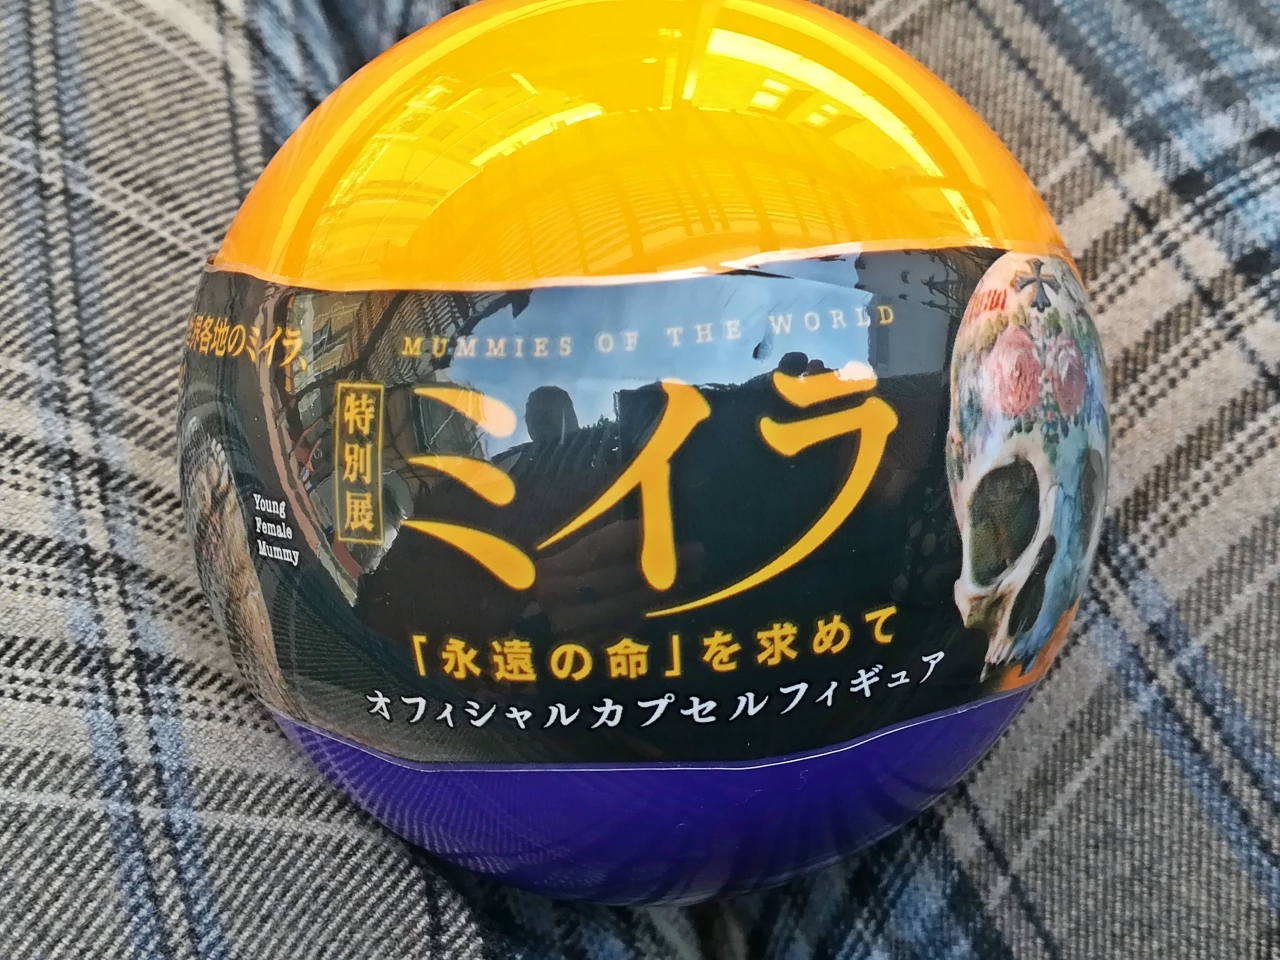 界各地のミイラ、
Young
Female
Mummy
MUMMIES OF THE WORLD
特別展
ミイラ
「永遠の命」を求めて
オフィシャルカプセルフィギュア